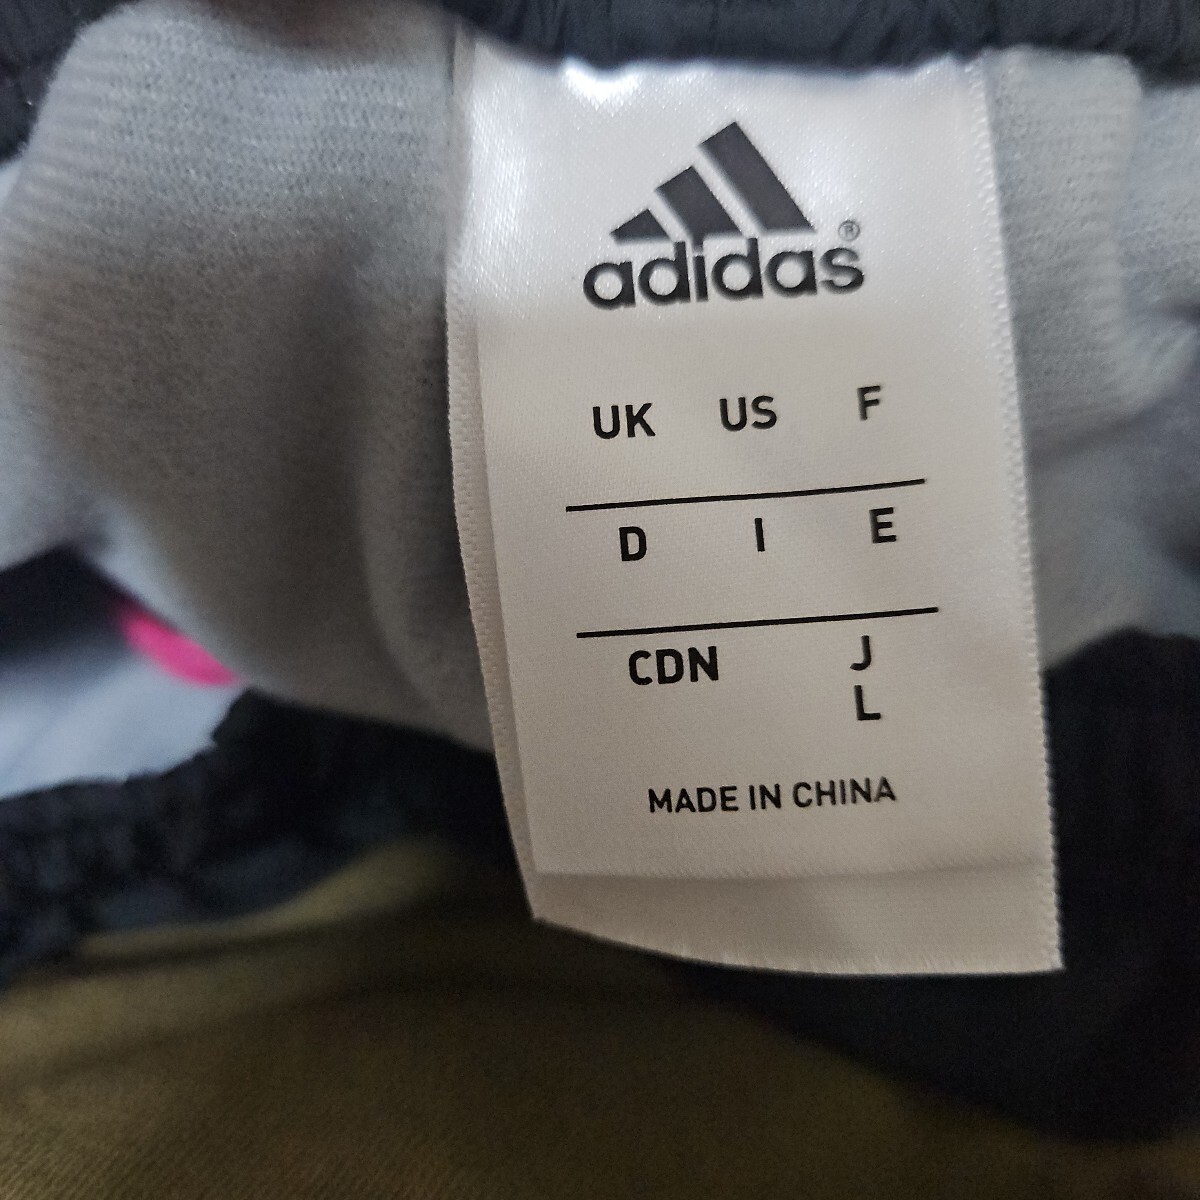 adidas®
UK US F
D I E
CDN J
L
MADE IN CHINA